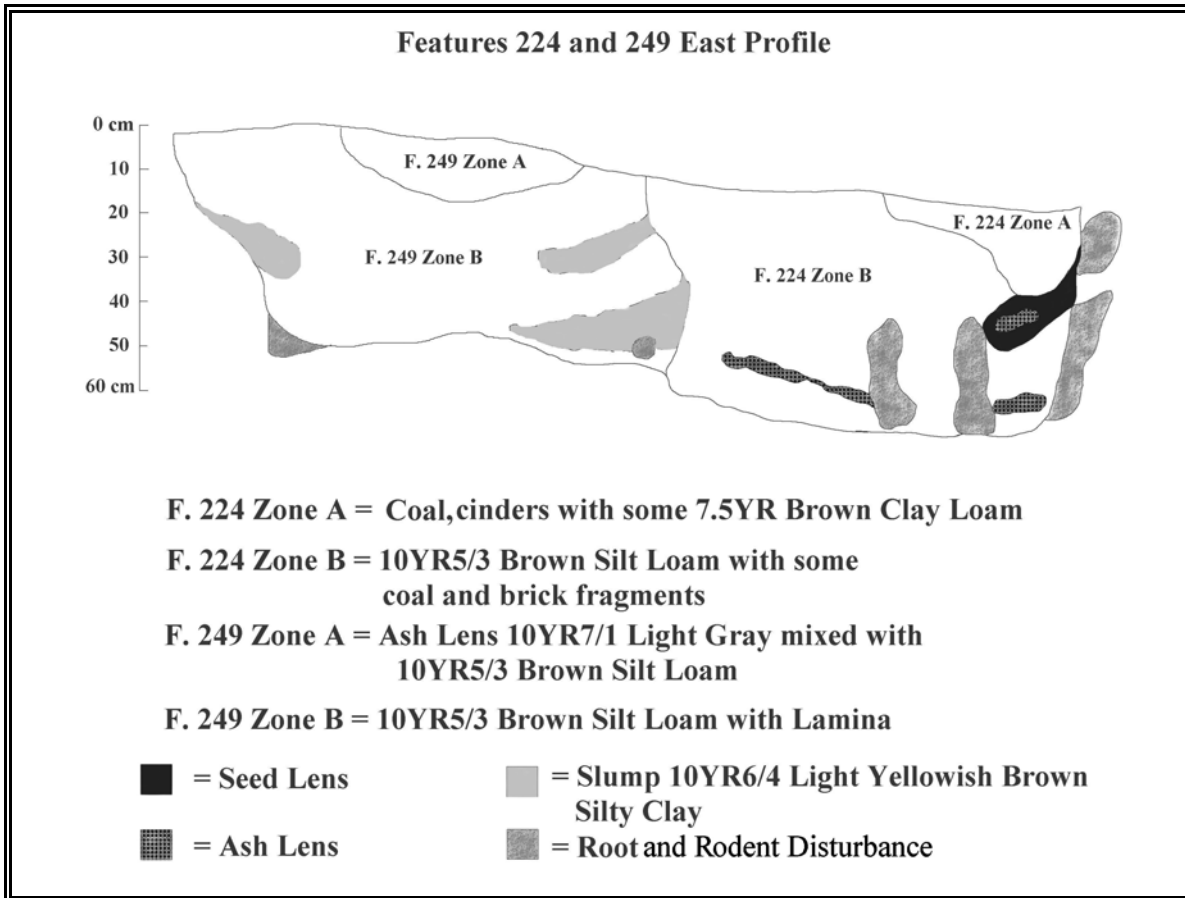 Features 224 and 249 East Profile
0 cm
10
20
30
40
50
60 cm
F. 249 Zone A
F. 224 Zone A
F. 249 Zone B
F. 224 Zone B
F. 224 Zone A = Coal,cinders with some 7.5YR Brown Clay Loam
F. 224 Zone B = 10YR5/3 Brown Silt Loam with some
coal and brick fragments
F. 249 Zone A = Ash Lens 10YR7/1 Light Gray mixed with
10YR5/3 Brown Silt Loam
F. 249 Zone B = 10YR5/3 Brown Silt Loam with Lamina
= Seed Lens
= Slump 10YR6/4 Light Yellowish Brown
Silty Clay
= Ash Lens
= Root and Rodent Disturbance